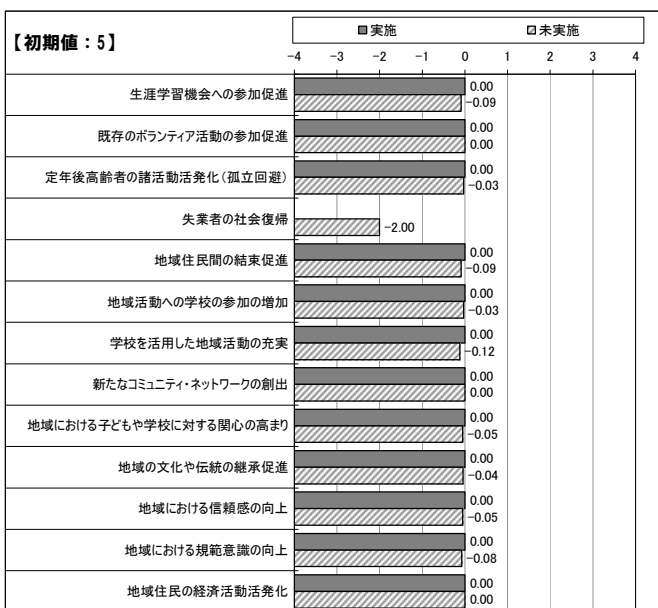 【初期値：5】
実施 未実施
-4 -3 -2 -1 0 1 2 3 4
生涯学習機会への参加促進 0.00
-0.09
既存のボランティア活動の参加促進 0.00
0.00
定年後高齢者の諸活動活発化（孤立回避） 0.00
-0.03
失業者の社会復帰 -2.00
地域住民間の結束促進 0.00
-0.09
地域活動への学校の参加の増加 0.00
-0.03
学校を活用した地域活動の充実 0.00
-0.12
新たなコミュニティ・ネットワークの創出 0.00
0.00
地域における子どもや学校に対する関心の高まり 0.00
-0.05
地域の文化や伝統の継承促進 0.00
-0.04
地域における信頼感の向上 0.00
-0.05
地域における規範意識の向上 0.00
-0.08
地域住民の経済活動活発化 0.00
0.00